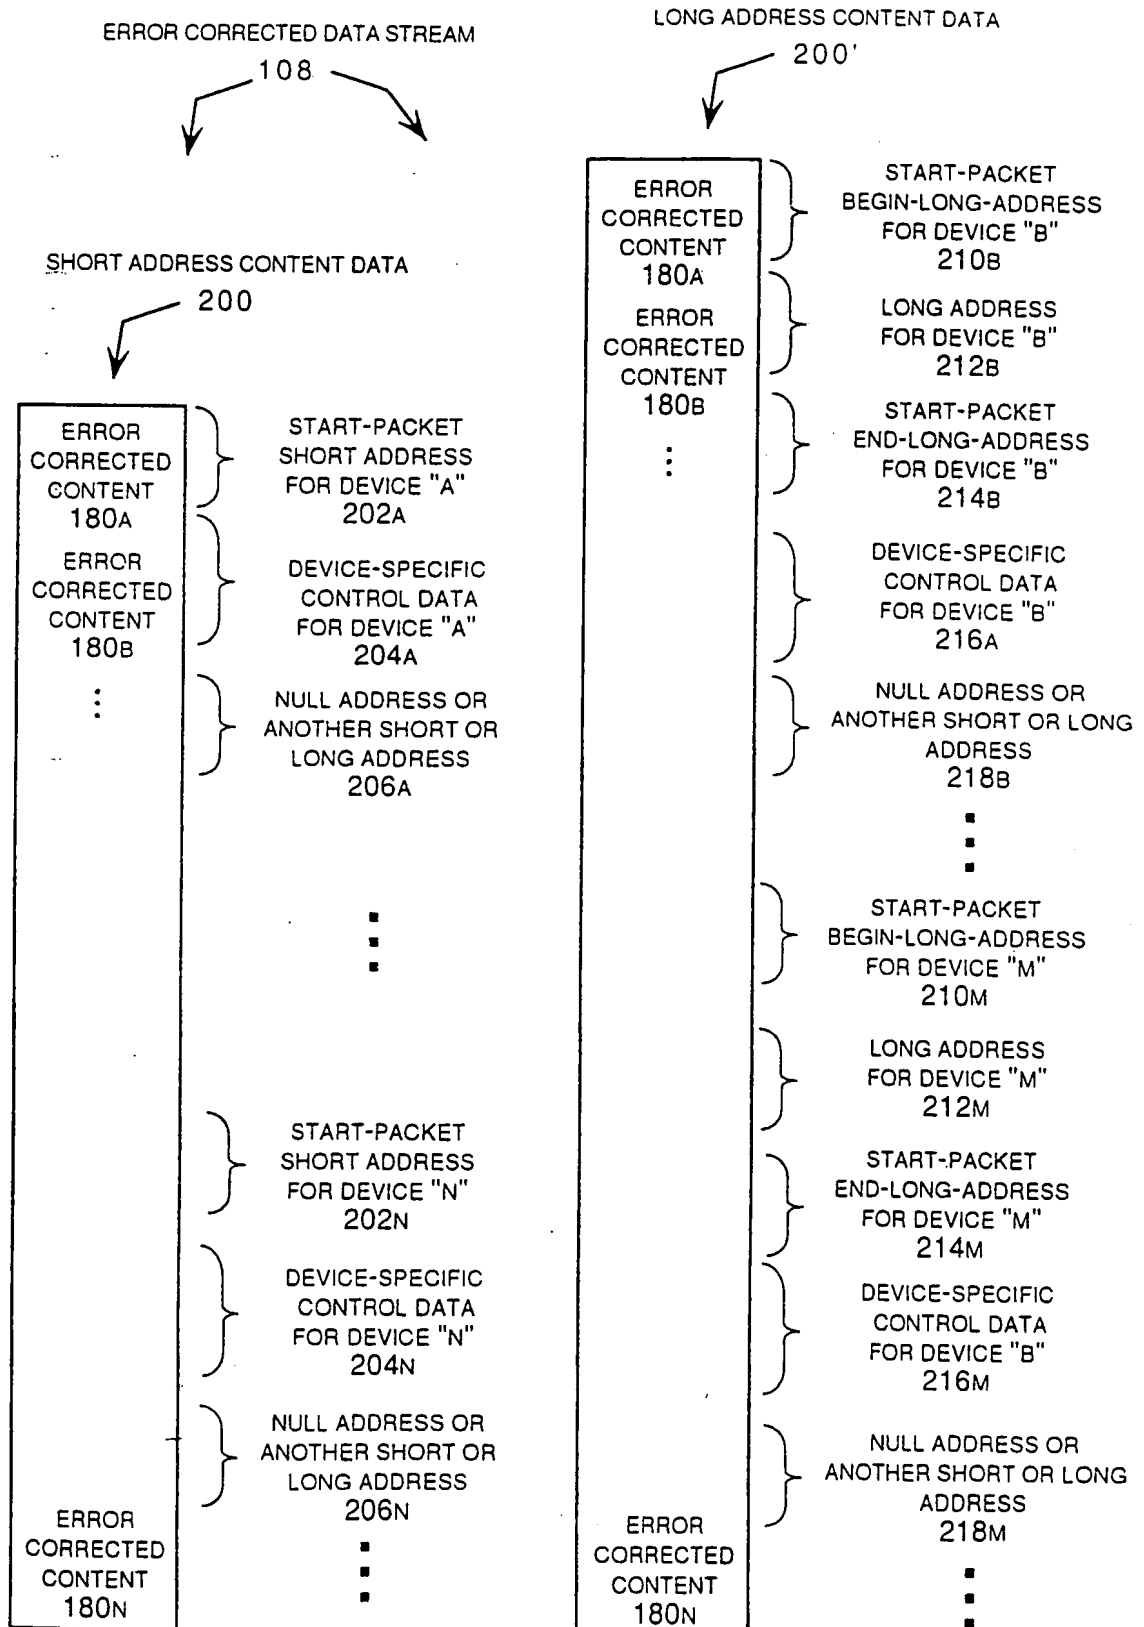 ERROR CORRECTED DATA STREAM
108
SHORT ADDRESS CONTENT DATA
200
ERROR
CORRECTED
CONTENT
180A
ERROR
CORRECTED
CONTENT
180B
...
ERROR
CORRECTED
CONTENT
180N
START-PACKET
SHORT ADDRESS
FOR DEVICE "A"
202A
DEVICE-SPECIFIC
CONTROL DATA
FOR DEVICE "A"
204A
NULL ADDRESS OR
ANOTHER SHORT OR
LONG ADDRESS
206A
START-PACKET
SHORT ADDRESS
FOR DEVICE "N"
202N
DEVICE-SPECIFIC
CONTROL DATA
FOR DEVICE "N"
204N
NULL ADDRESS OR
ANOTHER SHORT OR
LONG ADDRESS
206N
LONG ADDRESS CONTENT DATA
200'
ERROR
CORRECTED
CONTENT
180A
ERROR
CORRECTED
CONTENT
180B
...
ERROR
CORRECTED
CONTENT
180N
START-PACKET
BEGIN-LONG-ADDRESS
FOR DEVICE "B"
210B
LONG ADDRESS
FOR DEVICE "B"
212B
START-PACKET
END-LONG-ADDRESS
FOR DEVICE "B"
214B
DEVICE-SPECIFIC
CONTROL DATA
FOR DEVICE "B"
216A
NULL ADDRESS OR
ANOTHER SHORT OR LONG
ADDRESS
218B
START-PACKET
BEGIN-LONG-ADDRESS
FOR DEVICE "M"
210M
LONG ADDRESS
FOR DEVICE "M"
212M
START-PACKET
END-LONG-ADDRESS
FOR DEVICE "M"
214M
DEVICE-SPECIFIC
CONTROL DATA
FOR DEVICE "B"
216M
NULL ADDRESS OR
ANOTHER SHORT OR LONG
ADDRESS
218M